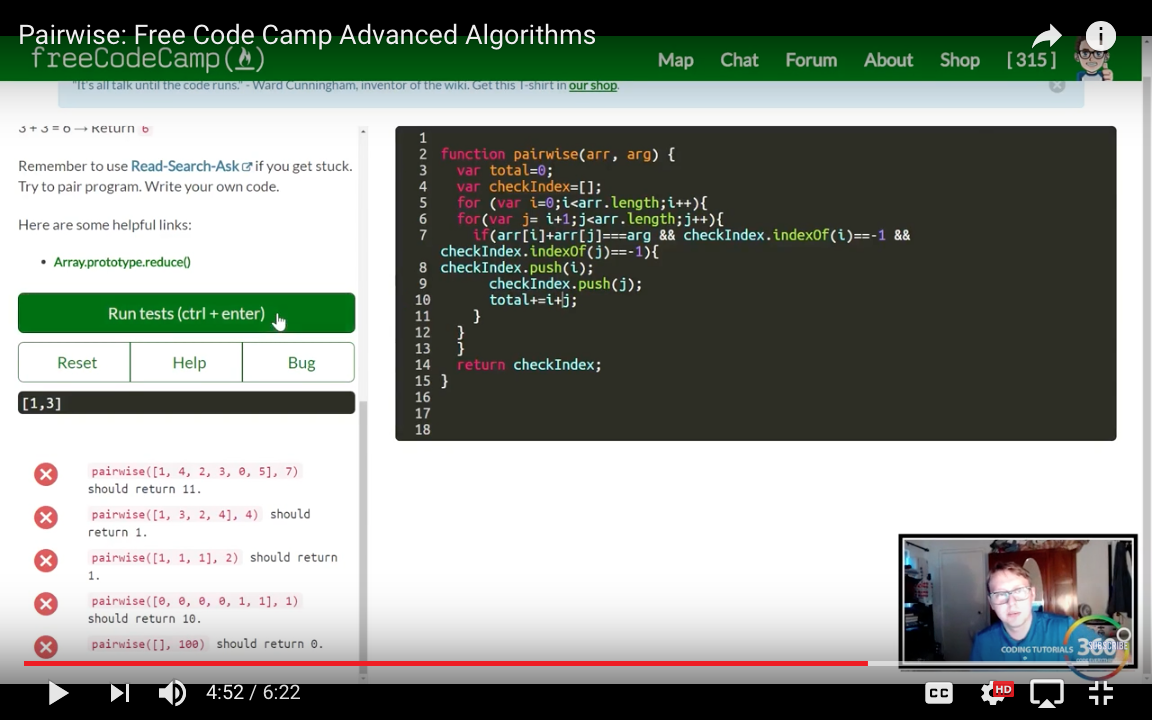 Pairwise: Free Code Camp Advanced Algorithms
freeCodeCamp
Map Chat Forum About Shop [ 315 ]
"It's all talk until the code runs." - Ward Cunningham, inventor of the wiki. Get this T-shirt in our shop.
3 + 3 = 6 → Return 6
Remember to use Read-Search-Ask if you get stuck.
Try to pair program. Write your own code.
Here are some helpful links:
• Array.prototype.reduce()
Run tests (ctrl + enter)
Reset Help Bug
[1,3]
pairwise([1, 4, 2, 3, 0, 5], 7)
should return 11.
pairwise([1, 3, 2, 4], 4) should
return 1.
pairwise([1, 1, 1], 2) should return
1.
pairwise([0, 0, 0, 0, 1, 1], 1)
should return 10.
pairwise([], 100) should return 0.
1
2 function pairwise(arr, arg) {
3 var total=0;
4 var checkIndex=[];
5 for (var i=0;i<arr.length;i++){
6 for(var j= i+1;j<arr.length;j++){
7 if(arr[i]+arr[j]===arg && checkIndex.indexOf(i)==-1 &&
checkIndex.indexOf(j)==-1){
8 checkIndex.push(i);
9 checkIndex.push(j);
10 total+=i+j;
11 }
12 }
13 }
14 return checkIndex;
15 }
16
17
18
CODING TUTORIALS 360
SUBSCRIBE
4:52 / 6:22
CC
HD